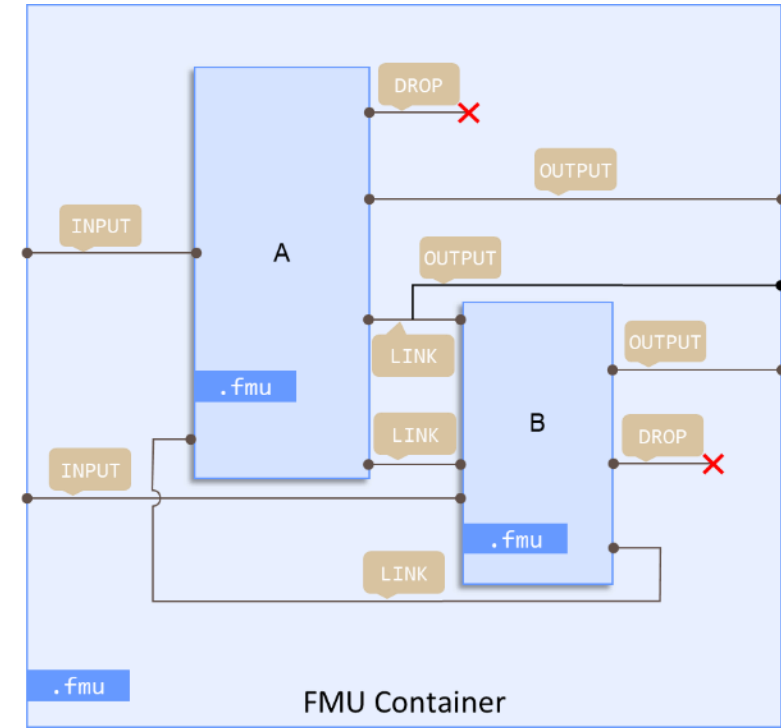 DROP
OUTPUT
INPUT
A
OUTPUT
OUTPUT
LINK
.fmu
B
LINK
DROP
INPUT
.fmu
LINK
.fmu
FMU Container